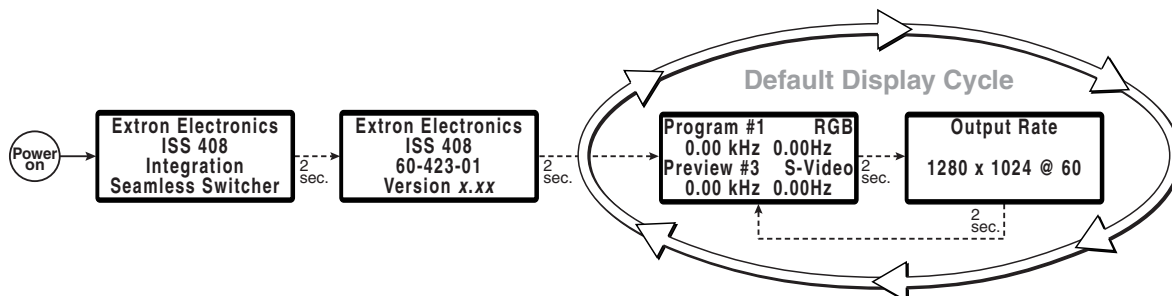 Default Display Cycle
Power
on
Extron Electronics
ISS 408
Integration
Seamless Switcher
2
sec.
Extron Electronics
ISS 408
60-423-01
Version x.xx
2
sec.
Program #1 RGB
0.00 kHz 0.00Hz
Preview #3 S-Video
0.00 kHz 0.00Hz
2
sec.
Output Rate
1280 x 1024 @ 60
2
sec.